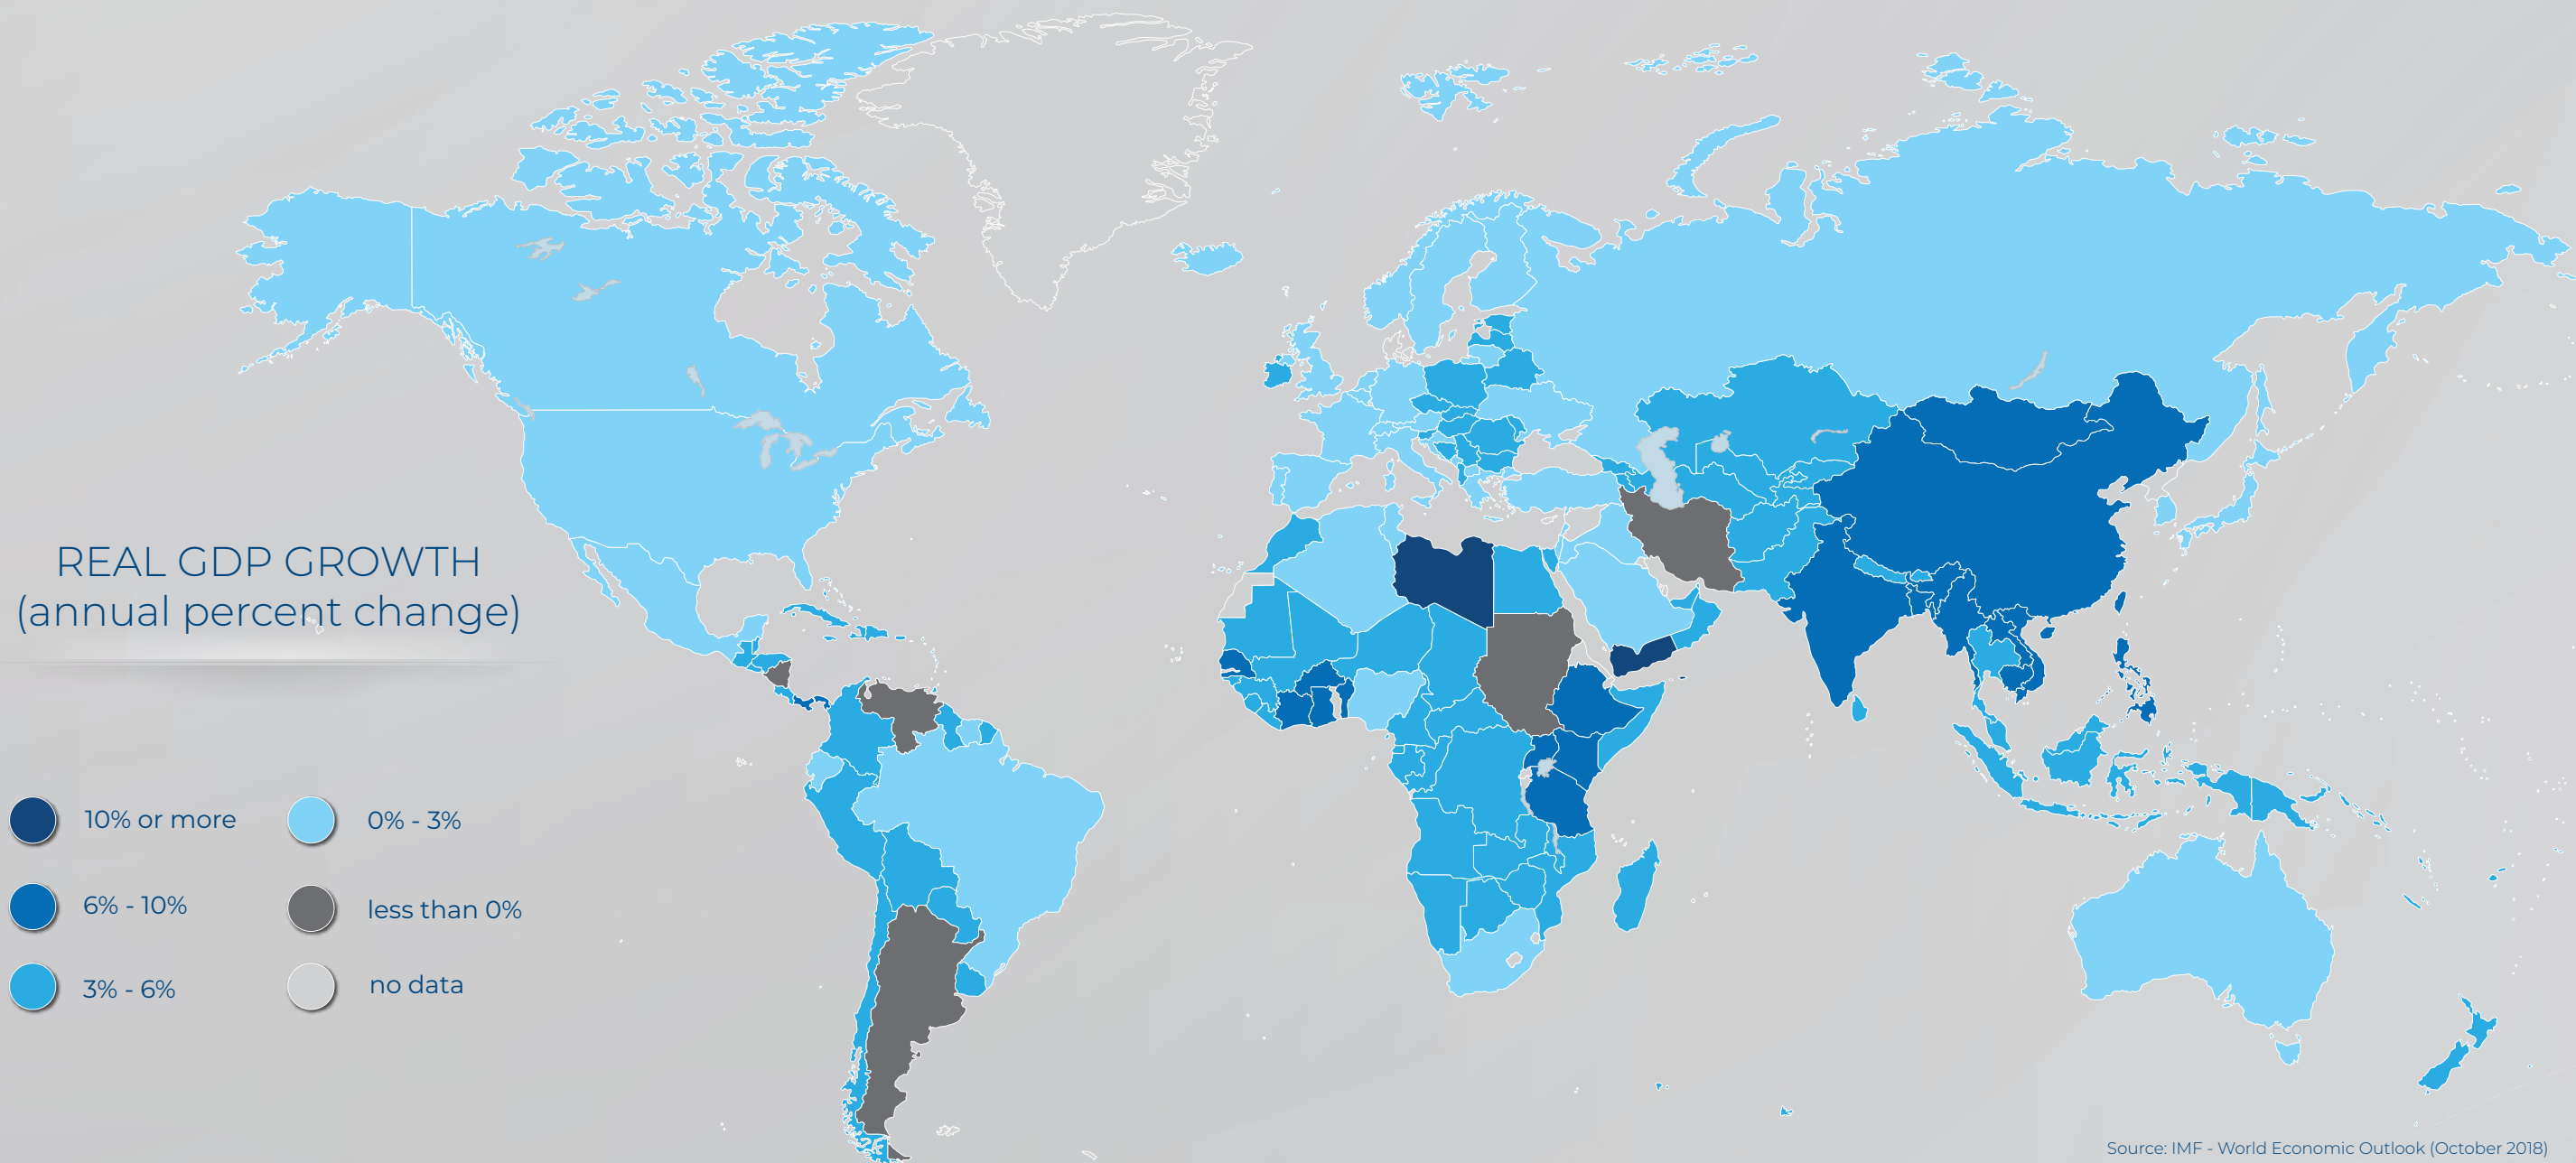 REAL GDP GROWTH
(annual percent change)
10% or more
0% - 3%
6% - 10%
less than 0%
3% - 6%
no data
Source: IMF - World Economic Outlook (October 2018)